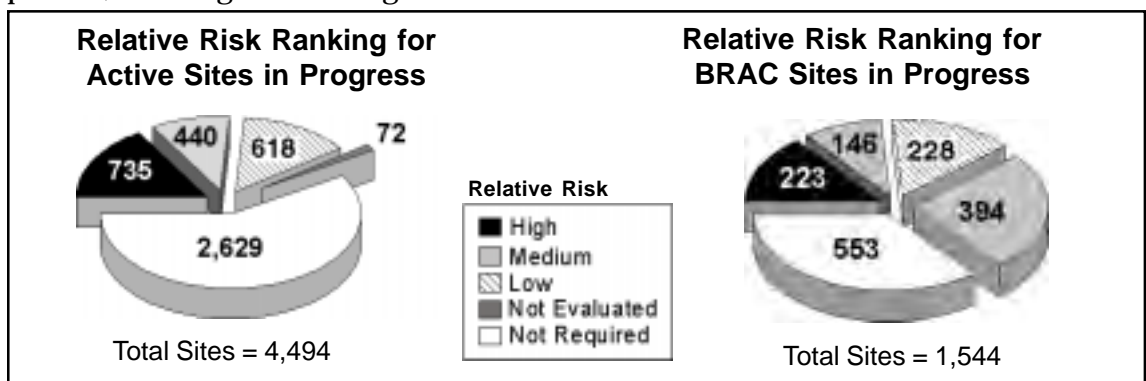 Relative Risk Ranking for
Active Sites in Progress
440
618
72
735
2,629
Total Sites = 4,494
Relative Risk
High
Medium
Low
Not Evaluated
Not Required
Relative Risk Ranking for
BRAC Sites in Progress
146
228
223
394
553
Total Sites = 1,544